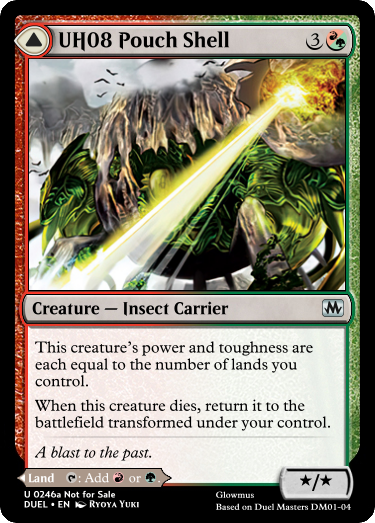 UH08 Pouch Shell 3
Creature — Insect Carrier
This creature's power and toughness are
each equal to the number of lands you
control.
When this creature dies, return it to the
battlefield transformed under your control.
A blast to the past.
Land : Add or .
★/★
U 0246a Not for Sale
DUEL • EN Ryoya Yuki
Glowmus
Based on Duel Masters DM01-04